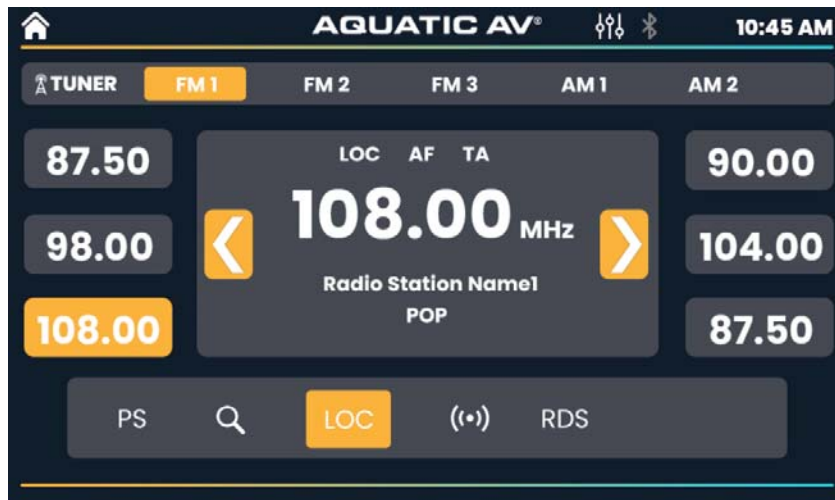 AQUATIC AV® 10:45 AM
TUNER FM 1 FM 2 FM 3 AM 1 AM 2
87.50
98.00
108.00
LOC AF TA
108.00 MHz
Radio Station Name1
POP
90.00
104.00
87.50
PS LOC RDS